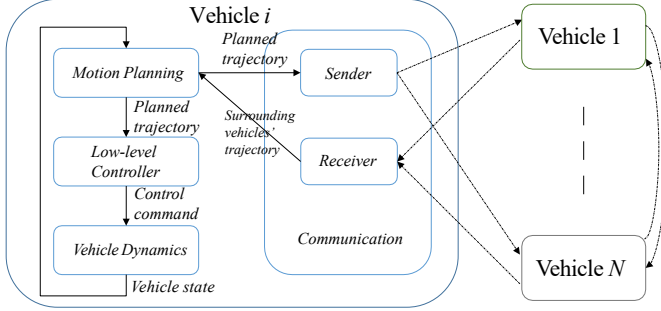 Vehicle i
Planned
trajectory
Motion Planning
Sender
Vehicle 1
Planned
trajectory
Surrounding
vehicles'
trajectory
Low-level
Controller
Receiver
Control
command
Vehicle Dynamics
Communication
Vehicle N
Vehicle state